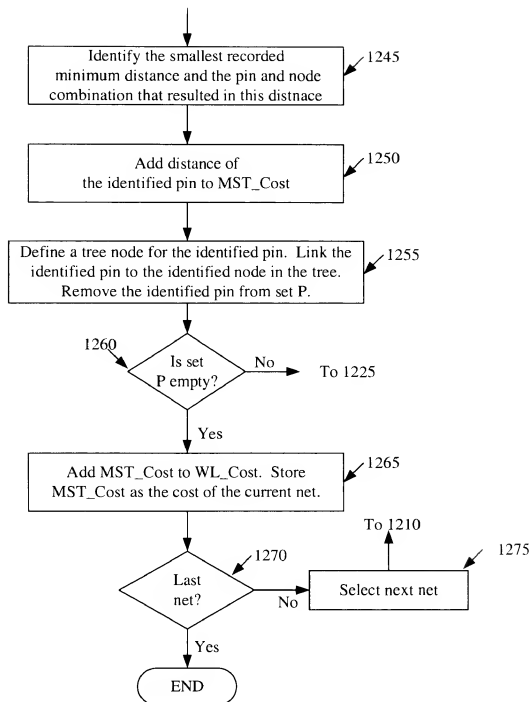 Identify the smallest recorded
minimum distance and the pin and node
combination that resulted in this distnace
1245
Add distance of
the identified pin to MST_Cost
1250
Define a tree node for the identified pin. Link the
identified pin to the identified node in the tree.
Remove the identified pin from set P.
1255
1260
Is set
P empty?
No
To 1225
Yes
Add MST_Cost to WL_Cost. Store
MST_Cost as the cost of the current net.
1265
To 1210
1270
1275
Last
net?
No
Select next net
Yes
END